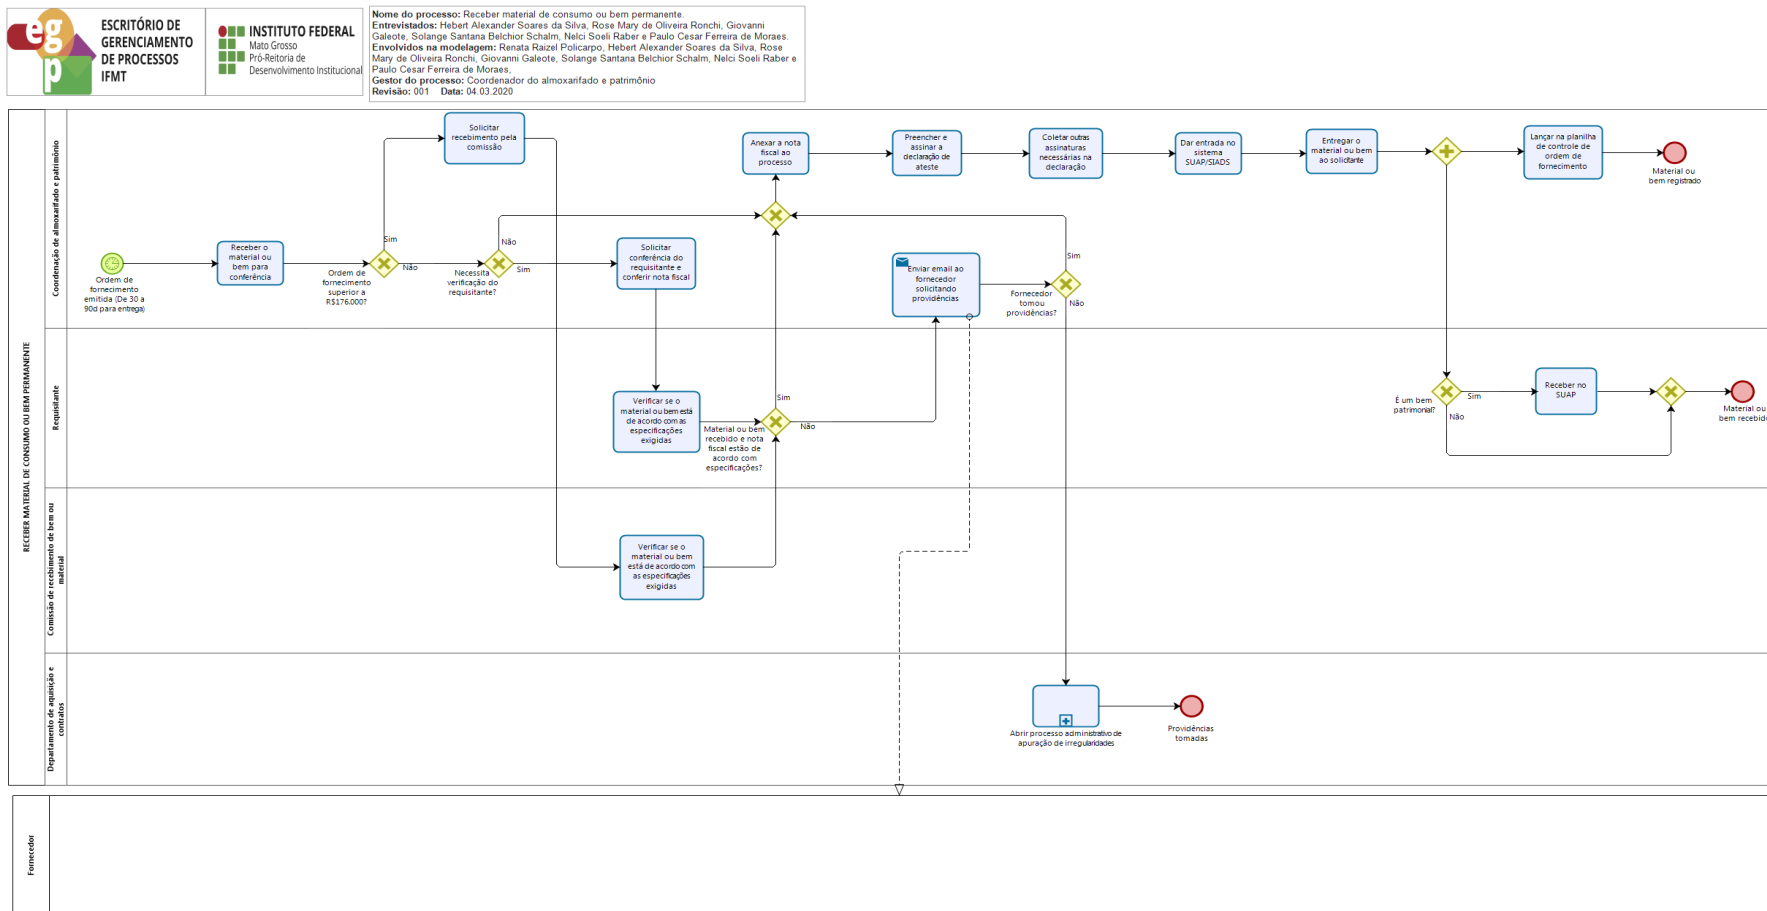 ESCRITÓRIO DE
GERENCIAMENTO
DE PROCESSOS
IFMT
egp
INSTITUTO FEDERAL
Mato Grosso
Pró-Reitoria de
Desenvolvimento Institucional
Nome do processo: Receber material de consumo ou bem permanente.
Entrevistados: Hebert Alexander Soares da Silva, Rose Mary de Oliveira Ronchi, Giovanni
Galeote, Solange Santana Belchior Schalm, Nelci Soeli Raber e Paulo Cesar Ferreira de Moraes.
Envolvidos na modelagem: Renata Raizel Policarpo, Hebert Alexander Soares da Silva, Rose
Mary de Oliveira Ronchi, Giovanni Galeote, Solange Santana Belchior Schalm, Nelci Soeli Raber e
Paulo Cesar Ferreira de Moraes,
Gestor do processo: Coordenador do almoxarifado e patrimônio
Revisão: 001 Data: 04.03.2020
RECEBER MATERIAL DE CONSUMO OU BEM PERMANENTE
Coordenação de almoxarifado e patrimônio
Ordem de
fornecimento
emitida (De 30 a
90d para entrega)
Receber o
material ou
bem para
conferência
Ordem de
fornecimento
superior a
R$176.000?
Sim
Não
Solicitar
recebimento pela
comissão
Necessita
verificação do
requisitante?
Não
Sim
Solicitar
conferência do
requisitante e
conferir nota fiscal
Anexar a nota
fiscal ao
processo
Preencher e
assinar a
declaração de
ateste
Coletar outras
assinaturas
necessárias na
declaração
Dar entrada no
sistema
SUAP/SIADS
Entregar o
material ou bem
ao solicitante
Lançar na planilha
de controle de
ordem de
fornecimento
Material ou
bem registrado
Enviar email ao
fornecedor
solicitando
providências
Fornecedor
tomou
providências?
Sim
Não
Requisitante
Verificar se o
material ou bem está
de acordo com as
especificações
exigidas
Material ou bem
recebido e nota
fiscal estão de
acordo com
especificações?
Sim
Não
É um bem
patrimonial?
Sim
Não
Receber no
SUAP
Material ou
bem recebido
Comissão de recebimento de bem ou
material
Verificar se o
material ou bem
está de acordo com
as especificações
exigidas
Departamento de aquisição e
contratos
Abrir processo administrativo de
apuração de irregularidades
Providências
tomadas
Fornecedor